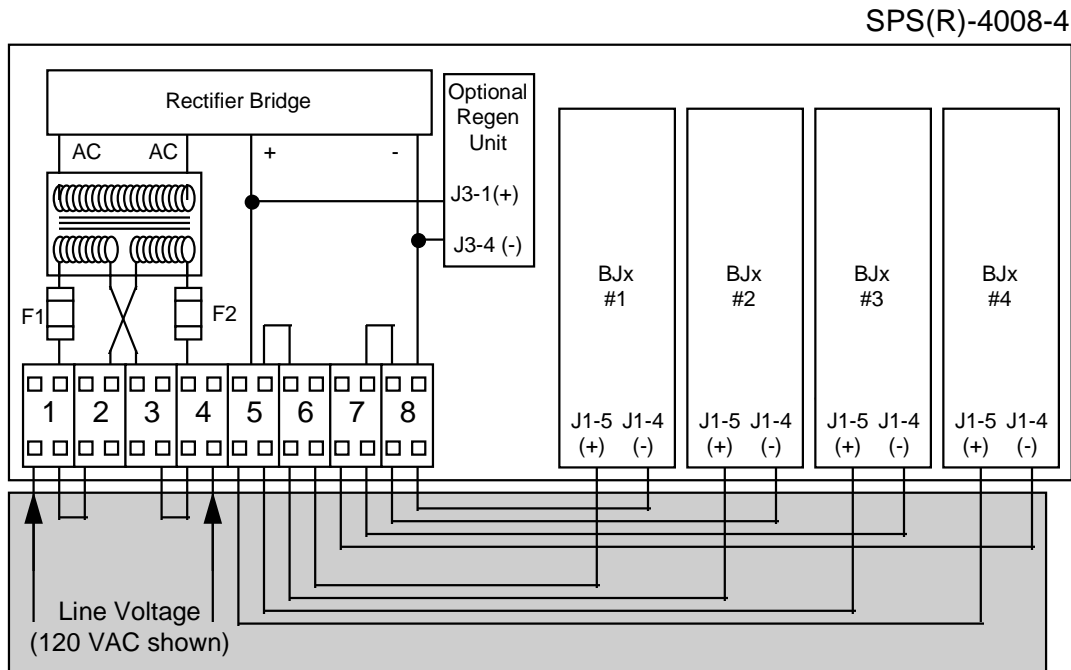 SPS(R)-4008-4
Rectifier Bridge
Optional
Regen
Unit
AC AC + -
J3-1(+)
J3-4 (-)
BJx
#1
BJx
#2
BJx
#3
BJx
#4
F1 F2
1 2 3 4 5 6 7 8
J1-5 J1-4
(+) (-)
J1-5 J1-4
(+) (-)
J1-5 J1-4
(+) (-)
J1-5 J1-4
(+) (-)
Line Voltage
(120 VAC shown)